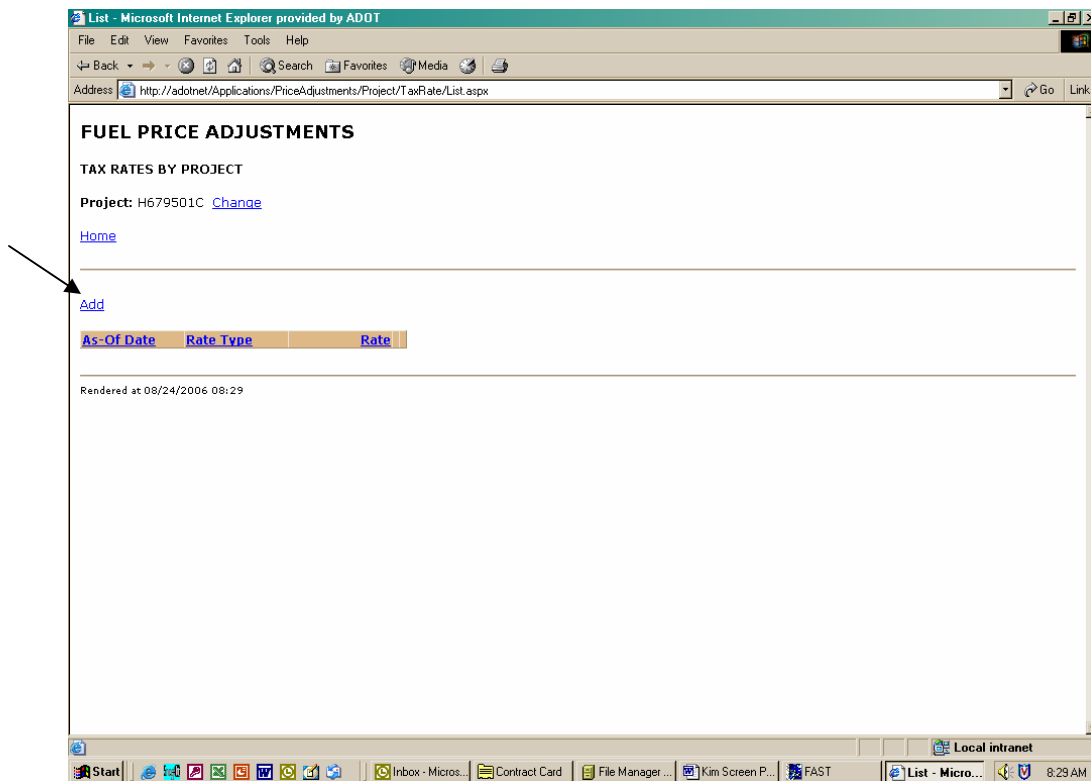 List - Microsoft Internet Explorer provided by ADOT
File Edit View Favorites Tools Help
Back Search Favorites Media
Address http://adotnet/Applications/PriceAdjustments/Project/TaxRate/List.aspx Go Link
FUEL PRICE ADJUSTMENTS
TAX RATES BY PROJECT
Project: H679501C Change
Home
Add
As-Of Date Rate Type Rate
Rendered at 08/24/2006 08:29
Local intranet
Start Inbox - Micros... Contract Card File Manager ... Kim Screen P... FAST List - Micro... 8:29 AM